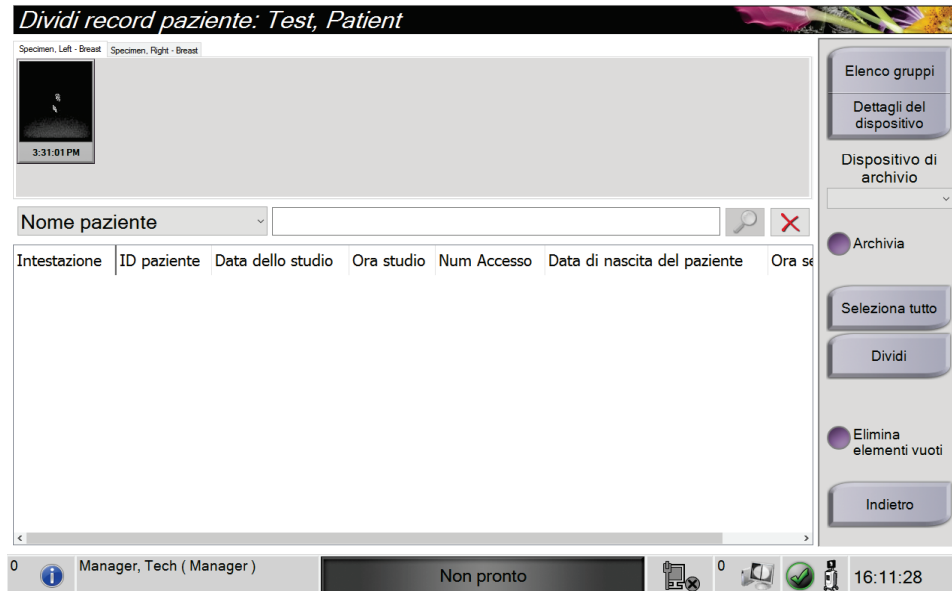 Dividi record paziente: Test, Patient
Specimen, Left - Breast Specimen, Right - Breast
3:31:01 PM
Nome paziente
Intestazione ID paziente Data dello studio Ora studio Num Accesso Data di nascita del paziente Ora se
Elenco gruppi
Dettagli del
dispositivo
Dispositivo di
archivio
Archivia
Seleziona tutto
Dividi
Elimina
elementi vuoti
Indietro
0 Manager, Tech ( Manager ) Non pronto 0 16:11:28